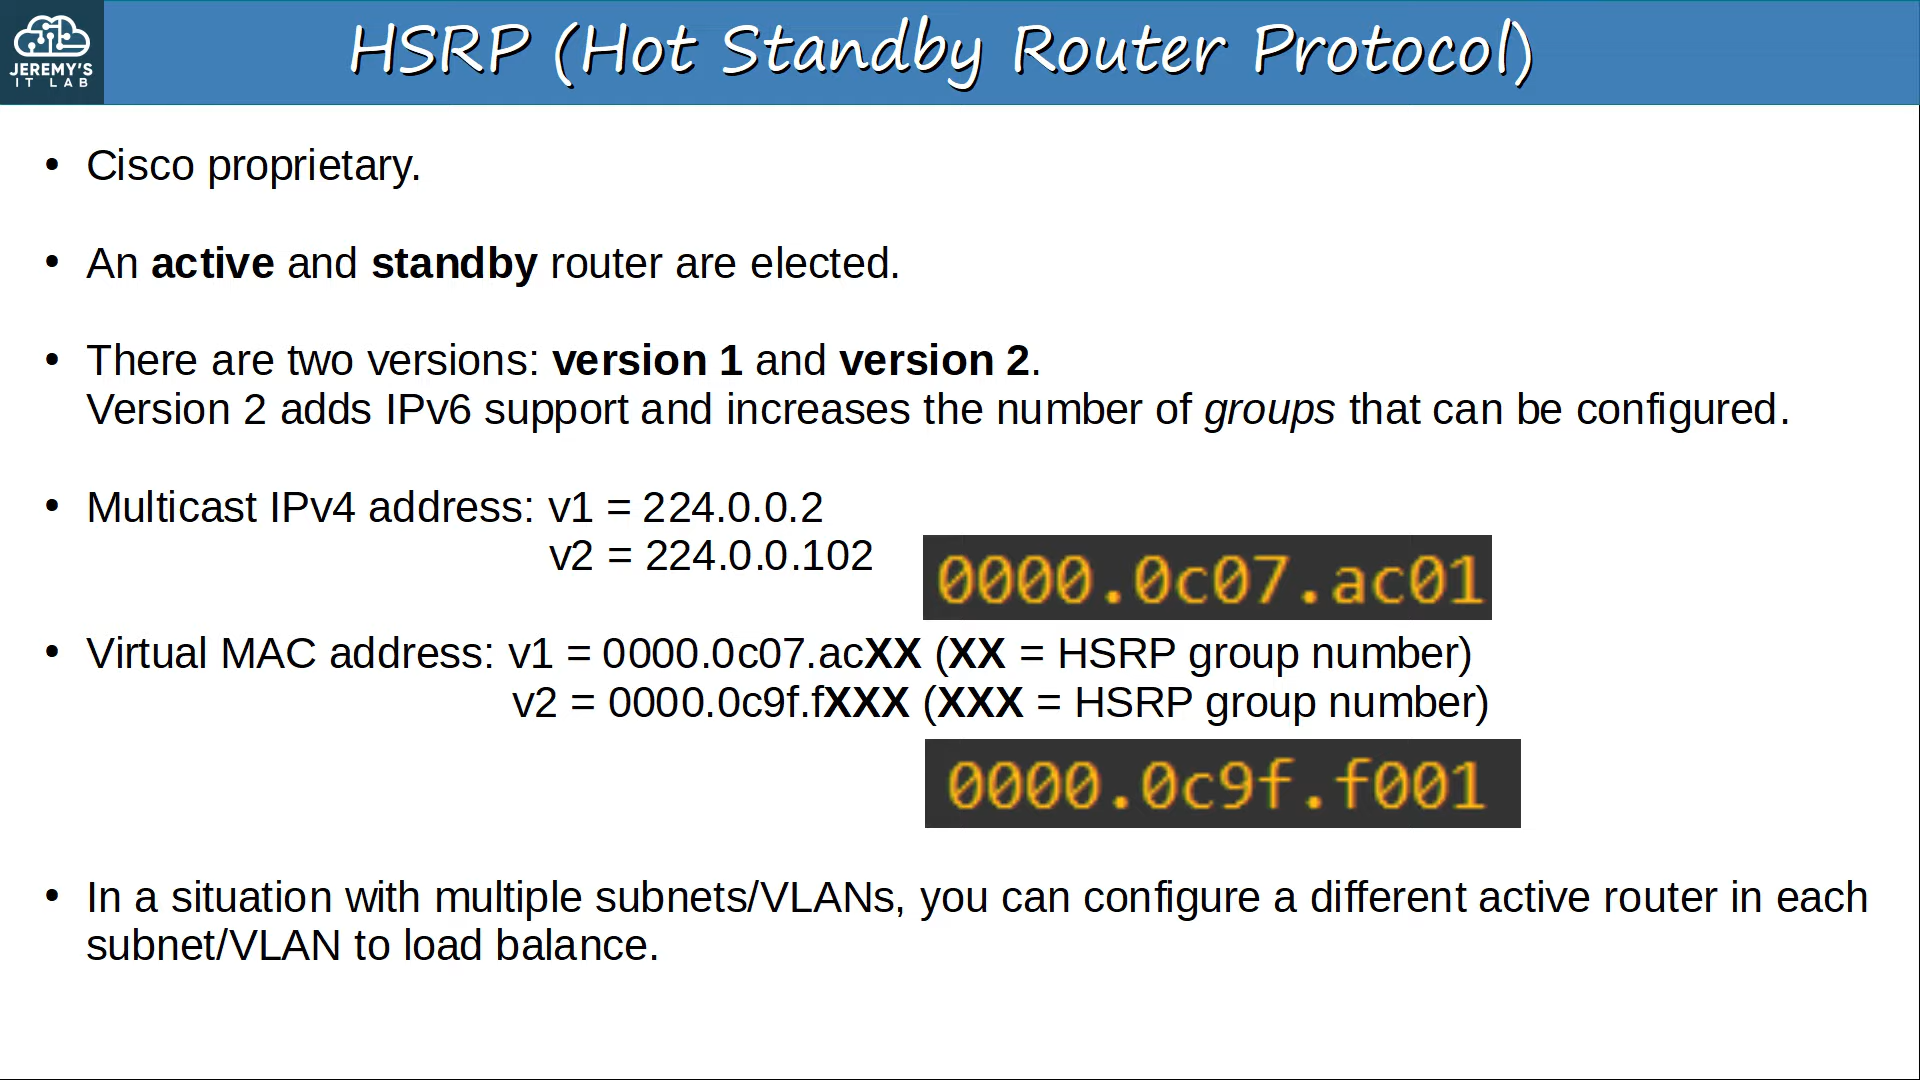 JEREMY'S
IT LAB
HSRP (Hot Standby Router Protocol)
• Cisco proprietary.
• An active and standby router are elected.
• There are two versions: version 1 and version 2.
Version 2 adds IPv6 support and increases the number of groups that can be configured.
• Multicast IPv4 address: v1 = 224.0.0.2
v2 = 224.0.0.102
0000.0c07.ac01
• Virtual MAC address: v1 = 0000.0c07.acXX (XX = HSRP group number)
v2 = 0000.0c9f.fXXX (XXX = HSRP group number)
0000.0c9f.f001
• In a situation with multiple subnets/VLANs, you can configure a different active router in each
subnet/VLAN to load balance.